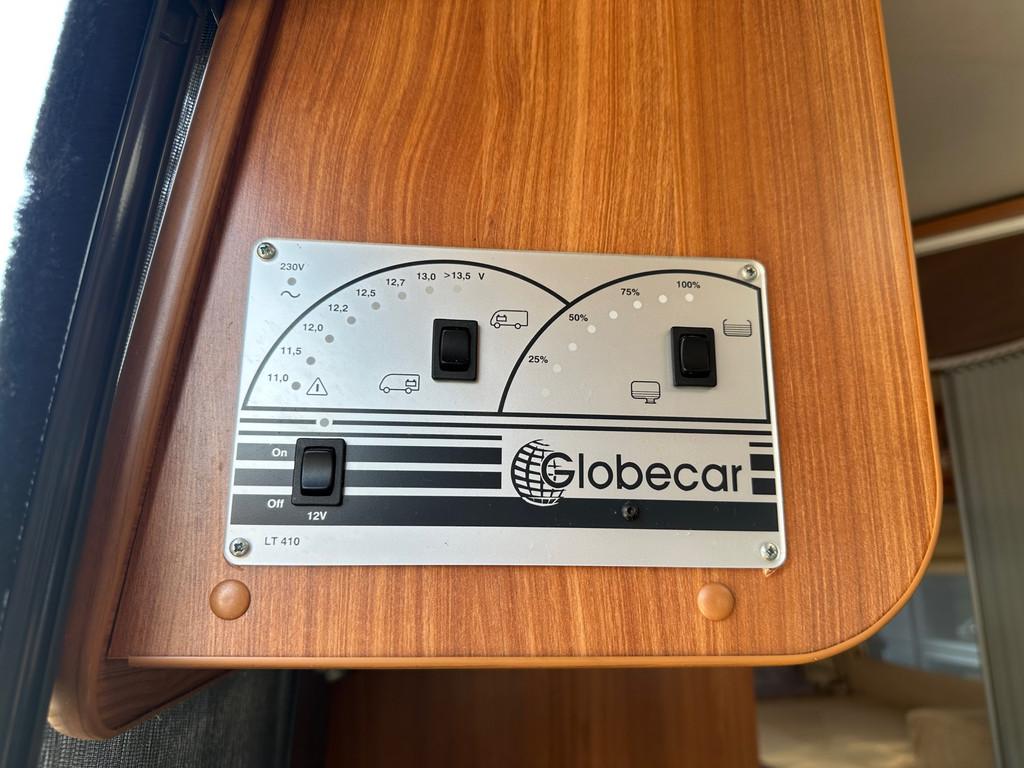 230V
11,0
11,5
12,0
12,2
12,5
12,7
13,0
>13,5 V
25%
50%
75%
100%
On
Off
12V
Globecar
LT 410